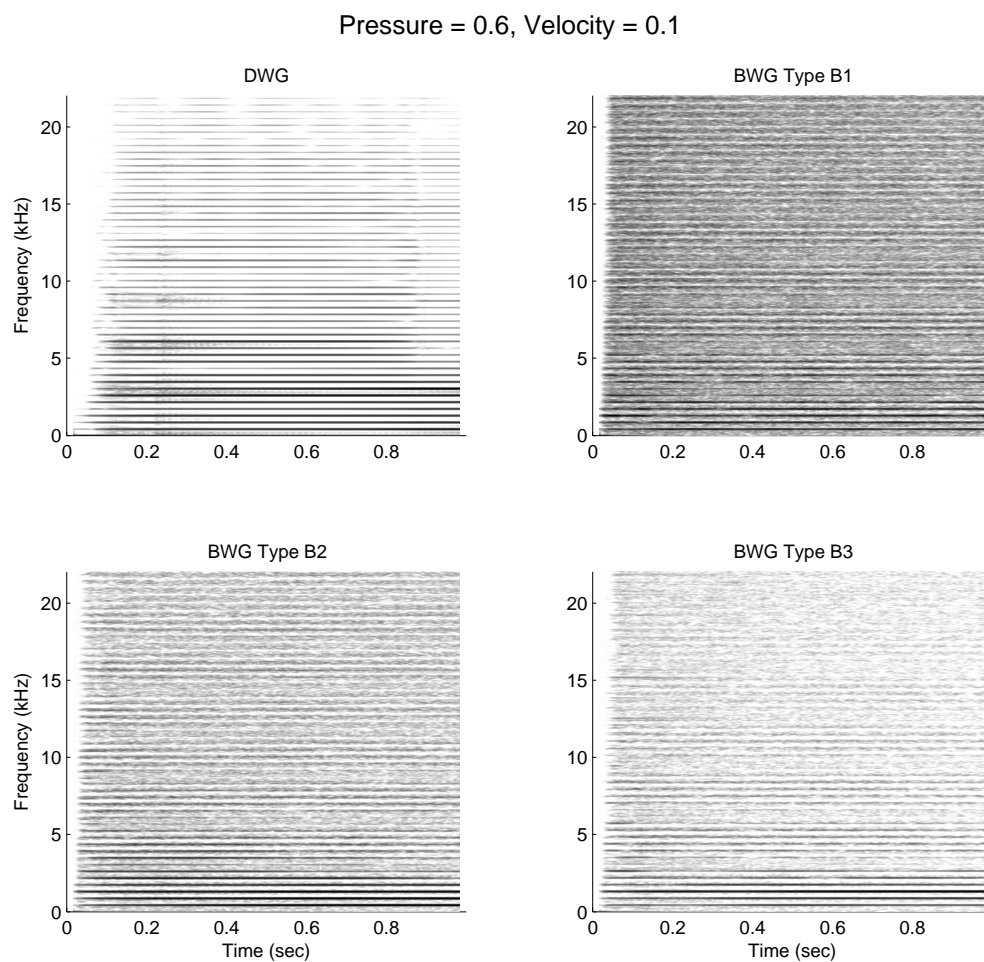 Pressure = 0.6, Velocity = 0.1
DWG
20
15
10
5
0
Frequency (kHz)
0 0.2 0.4 0.6 0.8
BWG Type B1
20
15
10
5
0
0 0.2 0.4 0.6 0.8
BWG Type B2
20
15
10
5
0
Frequency (kHz)
0 0.2 0.4 0.6 0.8
Time (sec)
BWG Type B3
20
15
10
5
0
0 0.2 0.4 0.6 0.8
Time (sec)